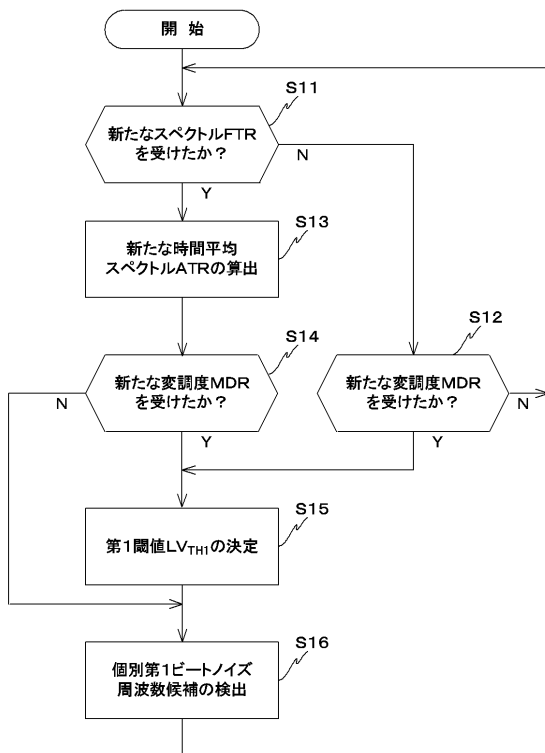 開 始
S11
新たなスペクトルFTR
を受けたか?
N
Y
S13
新たな時間平均
スペクトルATRの算出
S14
新たな変調度MDR
を受けたか?
N
Y
S12
新たな変調度MDR
を受けたか?
N
Y
S15
第1閾値LVTH1の決定
S16
個別第1ビートノイズ
周波数候補の検出